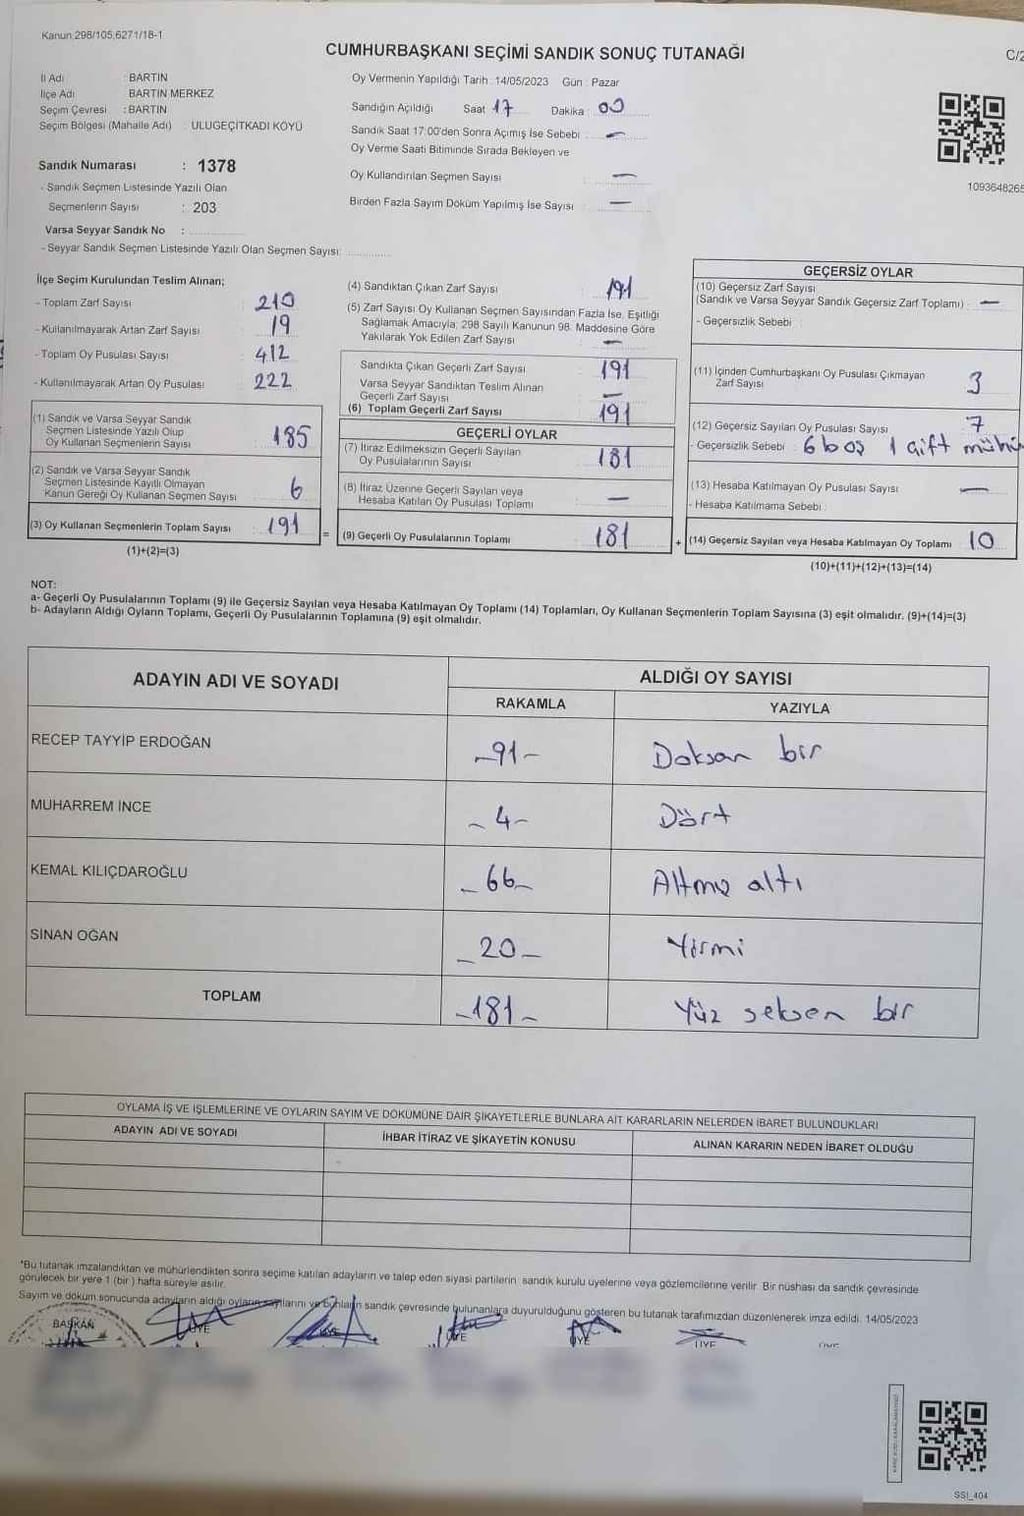 Kanun 298/105,6271/18-1
CUMHURBAŞKANI SEÇİMİ SANDIK SONUÇ TUTANAĞI
C/2
İl Adı : BARTIN
İlçe Adı : BARTIN MERKEZ
Seçim Çevresi : BARTIN
Seçim Bölgesi (Mahalle Adı) : ULUGEÇİTKADI KÖYÜ
Oy Vermenin Yapıldığı Tarih : 14/05/2023 Gün : Pazar
Sandığın Açıldığı Saat 17 Dakika : 00
Sandık Saat 17:00'den Sonra Açımış İse Sebebi : —
Oy Verme Saati Bitiminde Sırada Bekleyen ve
Oy Kullandırılan Seçmen Sayısı : —
Birden Fazla Sayım Döküm Yapılmış İse Sayısı : —
1093648265
Sandık Numarası : 1378
- Sandık Seçmen Listesinde Yazılı Olan
Seçmenlerin Sayısı : 203
Varsa Seyyar Sandık No :
- Seyyar Sandık Seçmen Listesinde Yazılı Olan Seçmen Sayısı:
İlçe Seçim Kurulundan Teslim Alınan;
- Toplam Zarf Sayısı 210
- Kullanılmayarak Artan Zarf Sayısı 19
- Toplam Oy Pusulası Sayısı 412
- Kullanılmayarak Artan Oy Pusulası 222
(1) Sandık ve Varsa Seyyar Sandık
Seçmen Listesinde Yazılı Olup
Oy Kullanan Seçmenlerin Sayısı 185
(2) Sandık ve Varsa Seyyar Sandık
Seçmen Listesinde Kayıtlı Olmayan
Kanun Gereği Oy Kullanan Seçmen Sayısı 6
(3) Oy Kullanan Seçmenlerin Toplam Sayısı 191
(1)+(2)=(3)
(4) Sandıktan Çıkan Zarf Sayısı 191
(5) Zarf Sayısı Oy Kullanan Seçmen Sayısından Fazla İse, Eşitliği
Sağlamak Amacıyla; 298 Sayılı Kanunun 98. Maddesine Göre
Yakılarak Yok Edilen Zarf Sayısı —
Sandıkta Çıkan Geçerli Zarf Sayısı 191
Varsa Seyyar Sandıktan Teslim Alınan
Geçerli Zarf Sayısı —
(6) Toplam Geçerli Zarf Sayısı 191
GEÇERLİ OYLAR
(7) İtiraz Edilmeksizin Geçerli Sayılan
Oy Pusulalarının Sayısı 181
(8) İtiraz Üzerine Geçerli Sayılan veya
Hesaba Katılan Oy Pusulası Toplamı —
= (9) Geçerli Oy Pusulalarının Toplamı 181
GEÇERSİZ OYLAR
(10) Geçersiz Zarf Sayısı
(Sandık ve Varsa Seyyar Sandık Geçersiz Zarf Toplamı) : —
- Geçersizlik Sebebi :
(11) İçinden Cumhurbaşkanı Oy Pusulası Çıkmayan
Zarf Sayısı 3
(12) Geçersiz Sayılan Oy Pusulası Sayısı 7
- Geçersizlik Sebebi : 6 boş 1 çift mühür
(13) Hesaba Katılmayan Oy Pusulası Sayısı —
- Hesaba Katılmama Sebebi :
+ (14) Geçersiz Sayılan veya Hesaba Katılmayan Oy Toplamı 10
(10)+(11)+(12)+(13)=(14)
NOT:
a- Geçerli Oy Pusulalarının Toplamı (9) ile Geçersiz Sayılan veya Hesaba Katılmayan Oy Toplamı (14) Toplamları, Oy Kullanan Seçmenlerin Toplam Sayısına (3) eşit olmalıdır. (9)+(14)=(3)
b- Adayların Aldığı Oyların Toplamı, Geçerli Oy Pusulalarının Toplamına (9) eşit olmalıdır.
ADAYIN ADI VE SOYADI ALDIĞI OY SAYISI
RAKAMLA YAZIYLA
RECEP TAYYİP ERDOĞAN -91- Doksan bir
MUHARREM İNCE -4- Dört
KEMAL KILIÇDAROĞLU -66- Altmış altı
SİNAN OĞAN -20- Yirmi
TOPLAM -181- Yüz seksen bir
OYLAMA İŞ VE İŞLEMLERİNE VE OYLARIN SAYIM VE DÖKÜMÜNE DAİR ŞİKAYETLERLE BUNLARA AİT KARARLARIN NELERDEN İBARET BULUNDUKLARI
ADAYIN ADI VE SOYADI İHBAR İTİRAZ VE ŞİKAYETİN KONUSU ALINAN KARARIN NEDEN İBARET OLDUĞU
*Bu tutanak imzalandıktan ve mühürlendikten sonra seçime katılan adayların ve talep eden siyasi partilerin sandık kurulu üyelerine veya gözlemcilerine verilir. Bir nüshası da sandık çevresinde
görülecek bir yere 1 (bir) hafta süreyle asılır.
Sayım ve döküm sonucunda adayların aldığı oyların sayılarını ve bunların sandık çevresinde bulunanlara duyurulduğunu gösteren bu tutanak tarafımızdan düzenlenerek imza edildi. 14/05/2023
BAŞKAN ÜYE ÜYE ÜYE ÜYE ÜYE ÜYE
SSI_404